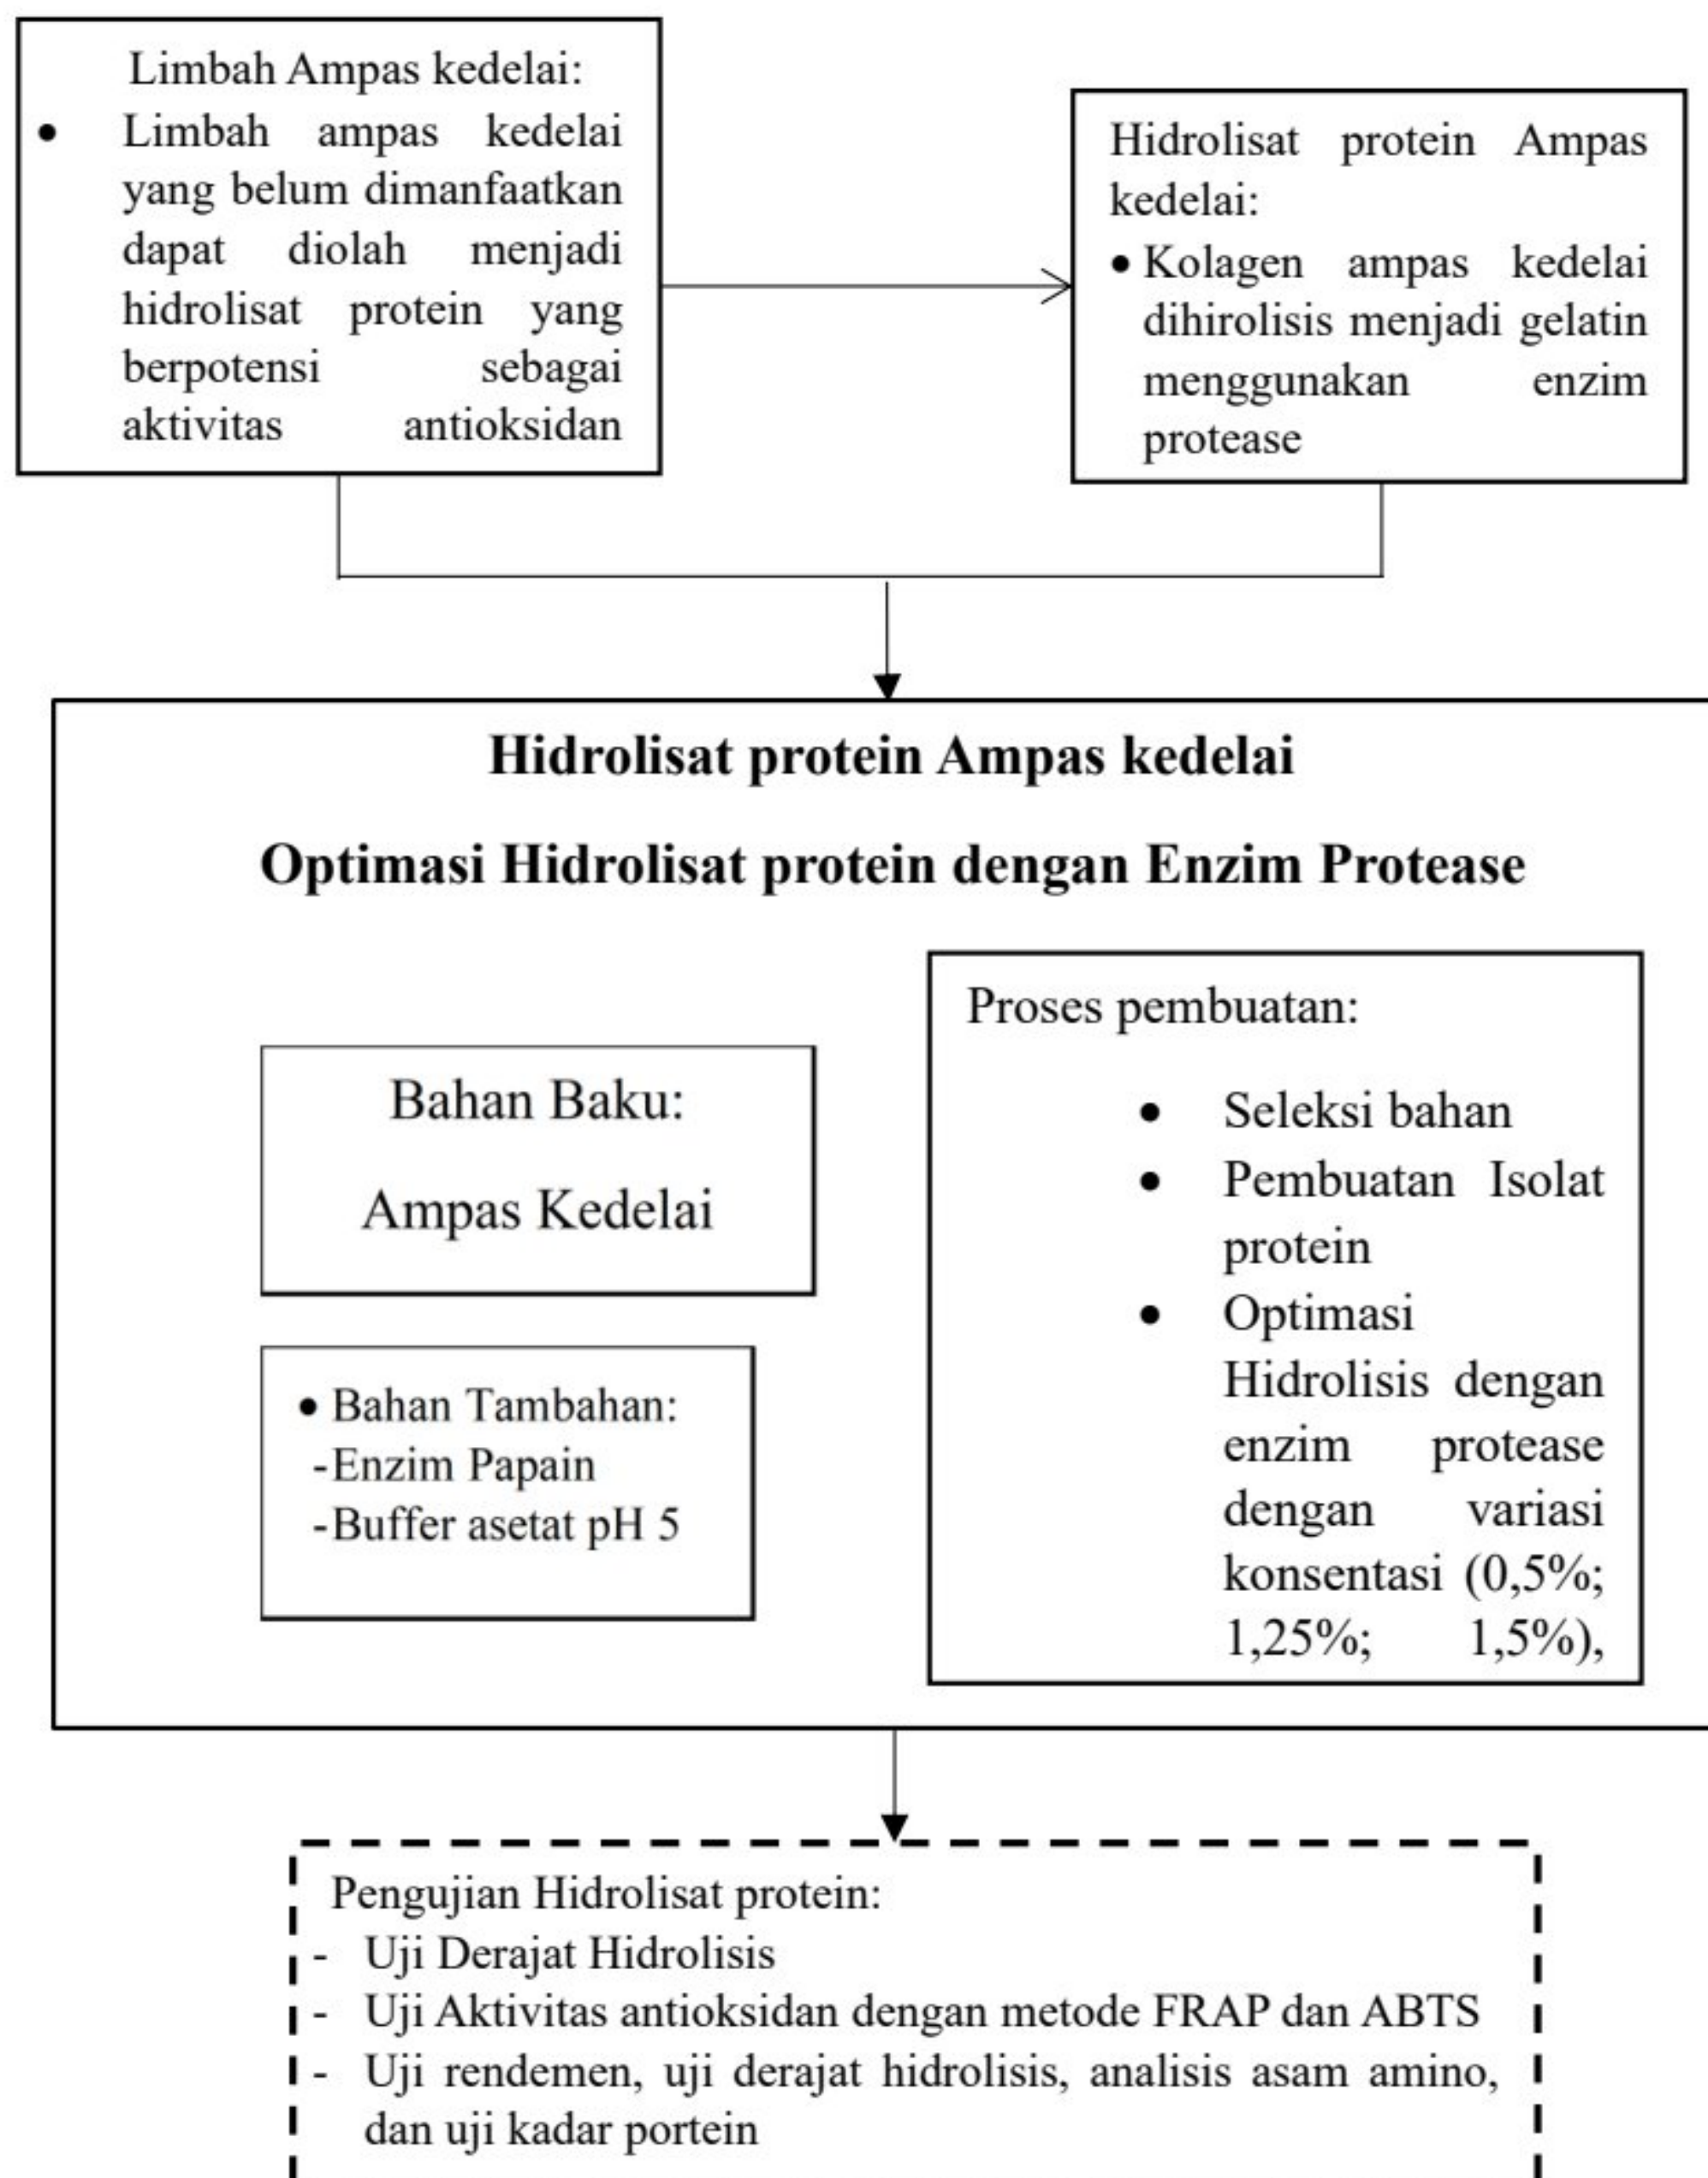 Limbah Ampas kedelai:
• Limbah ampas kedelai
yang belum dimanfaatkan
dapat diolah menjadi
hidrolisat protein yang
berpotensi sebagai
aktivitas antioksidan
Hidrolisat protein Ampas
kedelai:
• Kolagen ampas kedelai
dihirolisis menjadi gelatin
menggunakan enzim
protease
Hidrolisat protein Ampas kedelai
Optimasi Hidrolisat protein dengan Enzim Protease
Bahan Baku:
Ampas Kedelai
• Bahan Tambahan:
-Enzim Papain
-Buffer asetat pH 5
Proses pembuatan:
• Seleksi bahan
• Pembuatan Isolat
protein
• Optimasi
Hidrolisis dengan
enzim protease
dengan variasi
konsentasi (0,5%;
1,25%; 1,5%),
Pengujian Hidrolisat protein:
- Uji Derajat Hidrolisis
- Uji Aktivitas antioksidan dengan metode FRAP dan ABTS
- Uji rendemen, uji derajat hidrolisis, analisis asam amino,
dan uji kadar portein